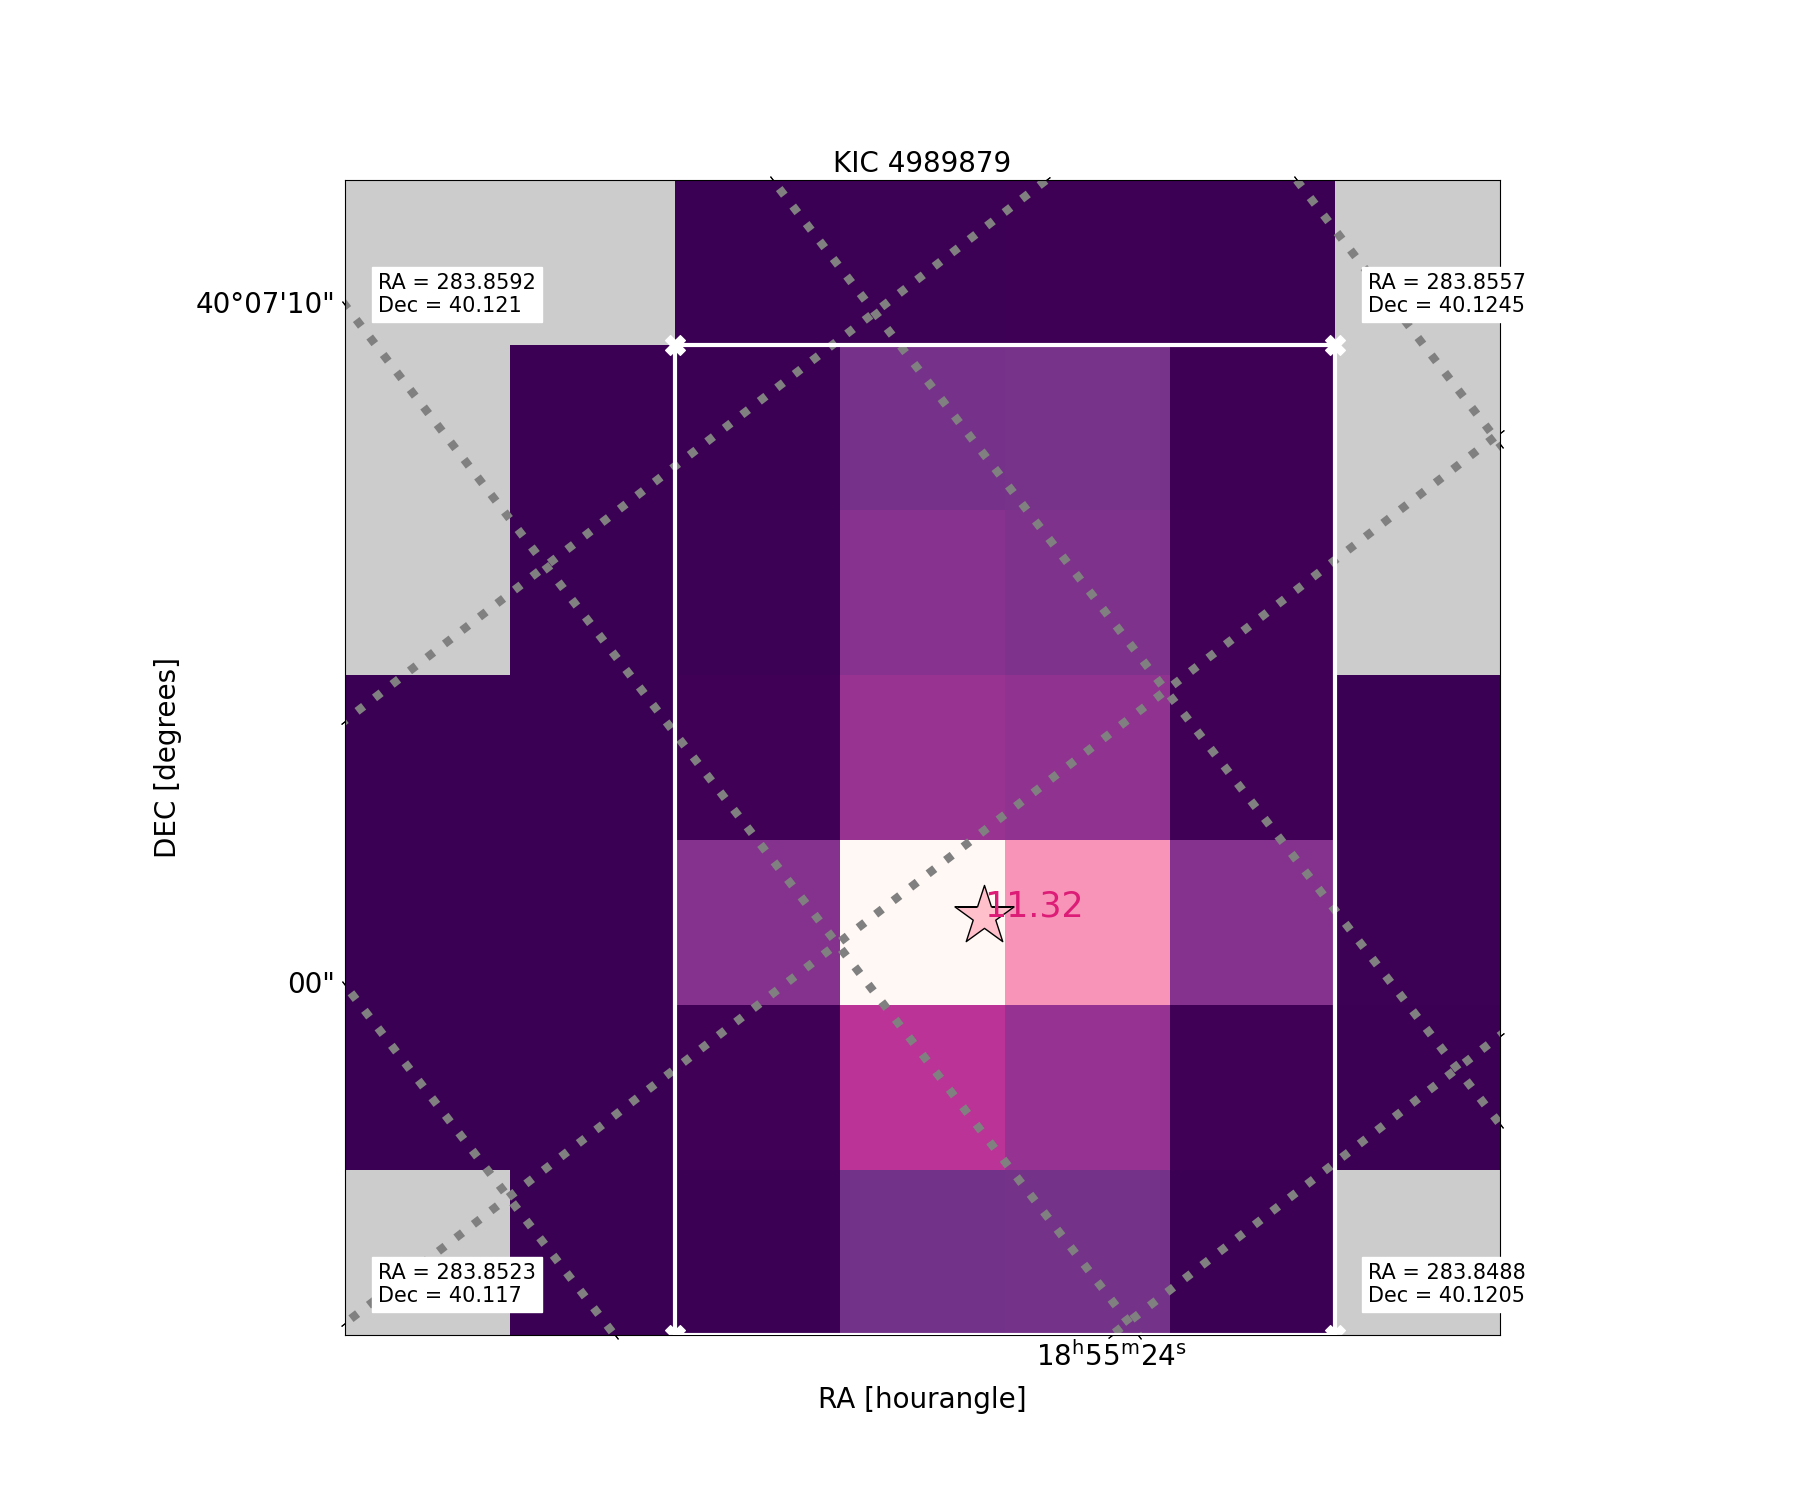 KIC 4989879
40°07'10"
RA = 283.8592
Dec = 40.121
RA = 283.8557
Dec = 40.1245
DEC [degrees]
11.32
00"
RA = 283.8523
Dec = 40.117
RA = 283.8488
Dec = 40.1205
18ʰ55ᵐ24ˢ
RA [hourangle]